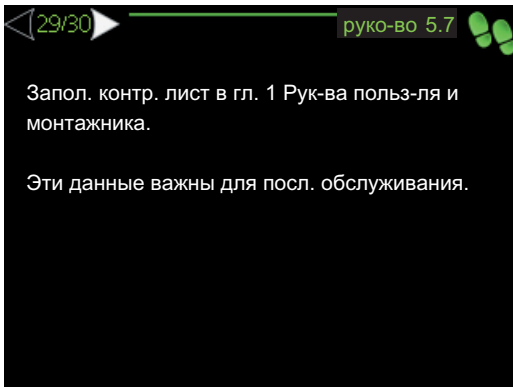 29/30
руко-во 5.7
Запол. контр. лист в гл. 1 Рук-ва польз-ля и
монтажника.
Эти данные важны для посл. обслуживания.